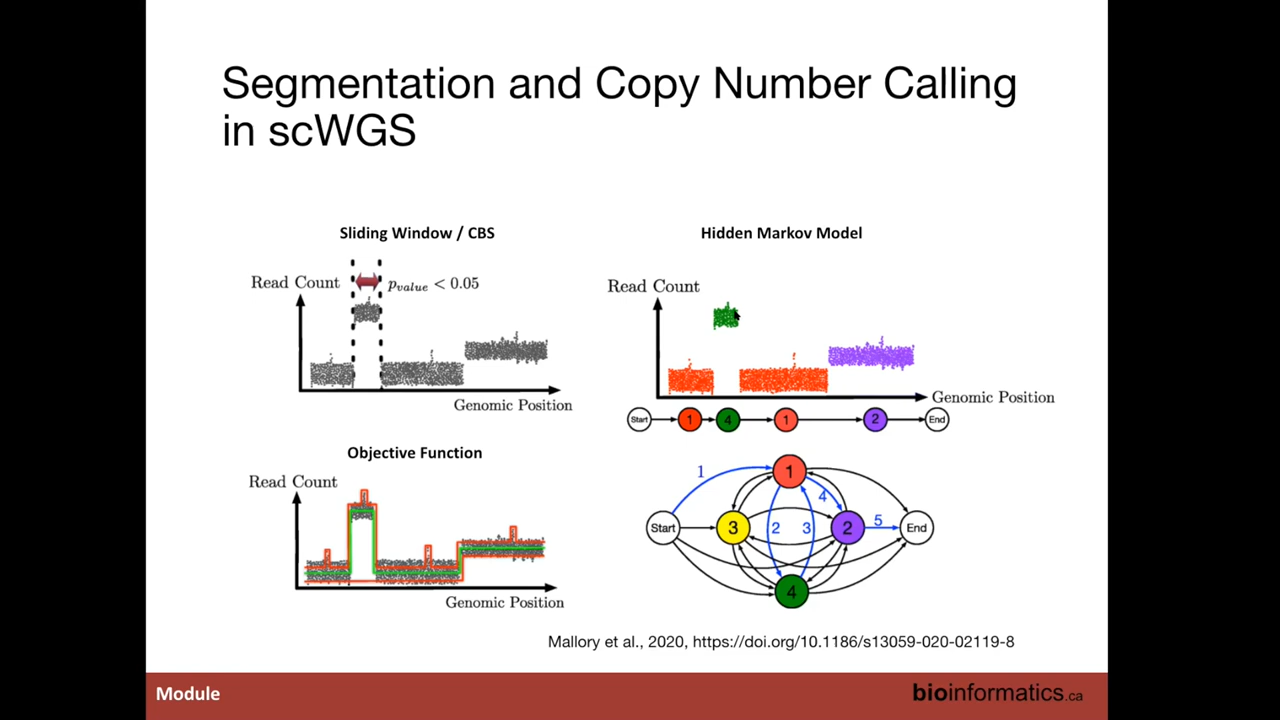 Segmentation and Copy Number Calling
in scWGS
Sliding Window / CBS
Read Count
pvalue < 0.05
Genomic Position
Hidden Markov Model
Read Count
Genomic Position
Start
1
4
1
2
End
Objective Function
Read Count
Genomic Position
1
1
4
Start
3
2
3
2
5
End
4
Mallory et al., 2020, https://doi.org/10.1186/s13059-020-02119-8
Module
bioinformatics.ca